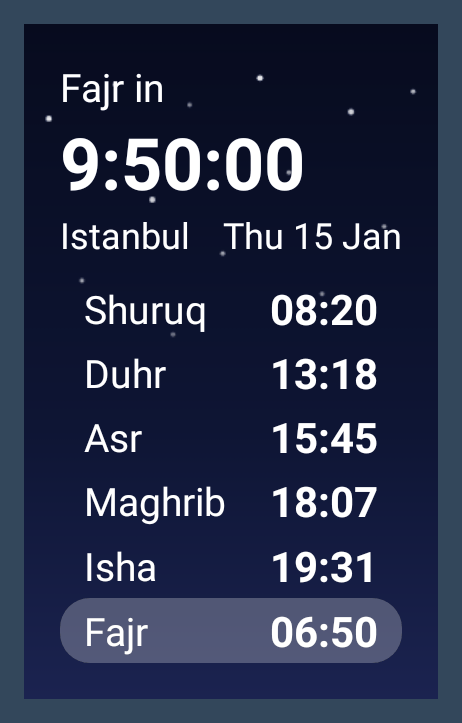 Fajr in
9:50:00
Istanbul Thu 15 Jan
Shuruq 08:20
Duhr 13:18
Asr 15:45
Maghrib 18:07
Isha 19:31
Fajr 06:50